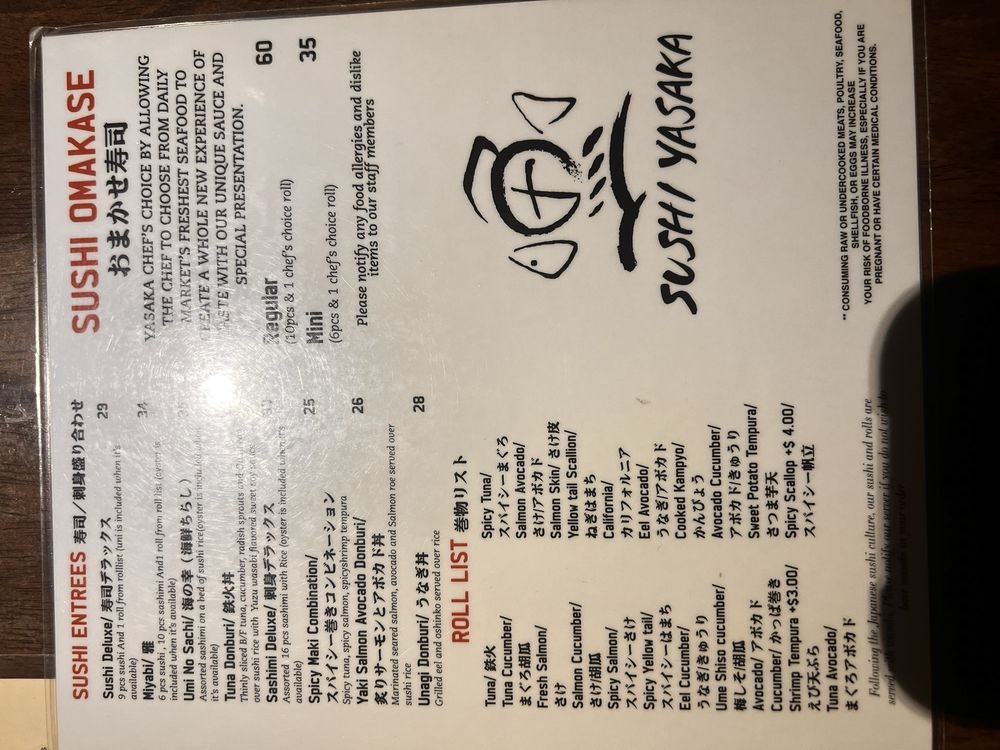 SUSHI ENTREES 寿司／刺身盛り合わせ
Sushi Deluxe/ 寿司デラックス 29
9 pcs sushi And 1 roll from rolllist (uni is included when it's
available)
Miyabi/ 雅 34
6 pcs sushi , 10 pcs sashimi And1 roll from roll list (oyster is
included when it's available)
Umi No Sachi/ 海の幸 ( 海鮮ちらし )
Assorted sashimi on a bed of sushi rice(oyster is included when
it's available)
Tuna Donburi/ 鉄火丼
Thinly sliced B/F tuna, cucumber, radish sprouts and
over sushi rice with Yuzu wasabi flavored sweet soy sauce
Sashimi Deluxe/ 刺身デラックス
Assorted 16 pcs sashimi with Rice (oyster is included when it's
available)
Spicy Maki Combination/ 25
スパイシー巻きコンビネーション
Spicy tuna, spicy salmon, spicyshrimp tempura
Yaki Salmon Avocado Donburi/ 26
炙りサーモンとアボカド丼
Marinated seared salmon, avocado and Salmon roe served over
sushi rice
Unagi Donburi/ うなぎ丼 28
Grilled eel and oshinko served over rice
ROLL LIST 巻物リスト
Tuna/ 鉄火
Tuna Cucumber/
まぐろ胡瓜
Fresh Salmon/
さけ
Salmon Cucumber/
さけ/胡瓜
Spicy Salmon/
スパイシーさけ
Spicy Yellow tail/
スパイシーはまち
Eel Cucumber/
うなぎきゅうり
Ume Shiso cucumber/
梅しそ胡瓜
Avocado/ アボカド
Cucumber/ かっぱ巻き
Shrimp Tempura +$3.00/
えび天ぷら
Tuna Avocado/
まぐろアボカド
Spicy Tuna/
スパイシーまぐろ
Salmon Avocado/
さけ/アボカド
Salmon Skin/ さけ皮
Yellow tail Scallion/
ねぎはまち
California/
カリフォルニア
Eel Avocado/
うなぎ/アボカド
Cooked Kampyo/
かんぴょう
Avocado Cucumber/
アボカド/きゅうり
Sweet Potato Tempura/
さつま芋天
Spicy Scallop +$ 4.00/
スパイシー帆立
Following the Japanese sushi culture, our sushi and rolls are
served
SUSHI OMAKASE
おまかせ寿司
YASAKA CHEF'S CHOICE BY ALLOWING
THE CHEF TO CHOOSE FROM DAILY
MARKET'S FRESHEST SEAFOOD TO
A WHOLE NEW EXPERIENCE OF
WITH OUR UNIQUE SAUCE AND
SPECIAL PRESENTATION.
Regular 60
(10pcs & 1 chef's choice roll)
Mini 35
(6pcs & 1 chef's choice roll)
Please notify any food allergies and dislike
items to our staff members
SUSHI YASAKA
** CONSUMING RAW OR UNDERCOOKED MEATS, POULTRY, SEAFOOD,
SHELLFISH, OR EGGS MAY INCREASE
YOUR RISK OF FOODBORNE ILLNESS, ESPECIALLY IF YOU ARE
PREGNANT OR HAVE CERTAIN MEDICAL CONDITIONS.